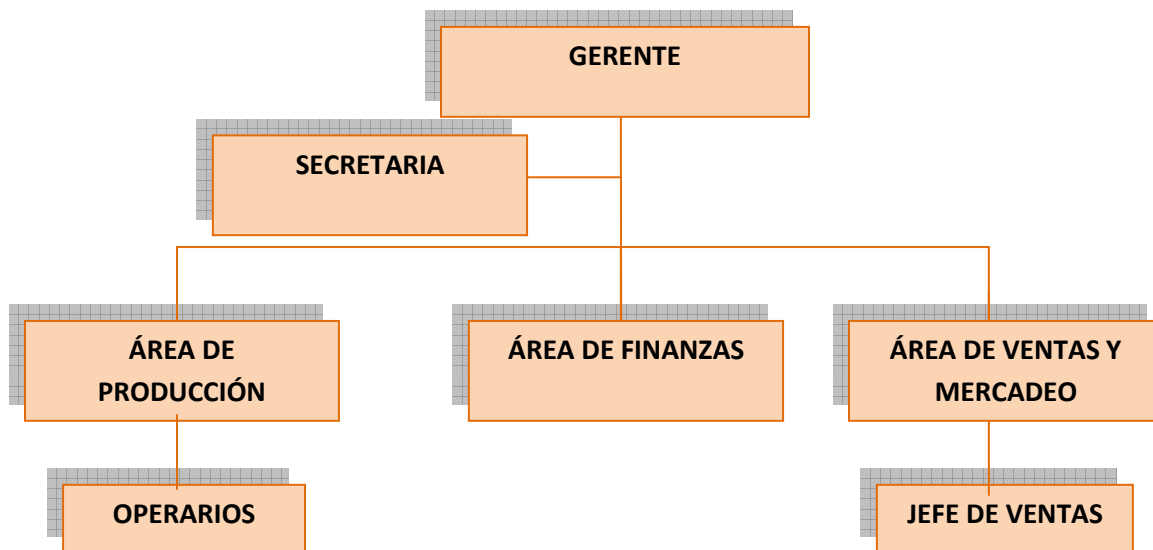 GERENTE
SECRETARIA
ÁREA DE
PRODUCCIÓN
ÁREA DE FINANZAS
ÁREA DE VENTAS Y
MERCADEO
OPERARIOS
JEFE DE VENTAS